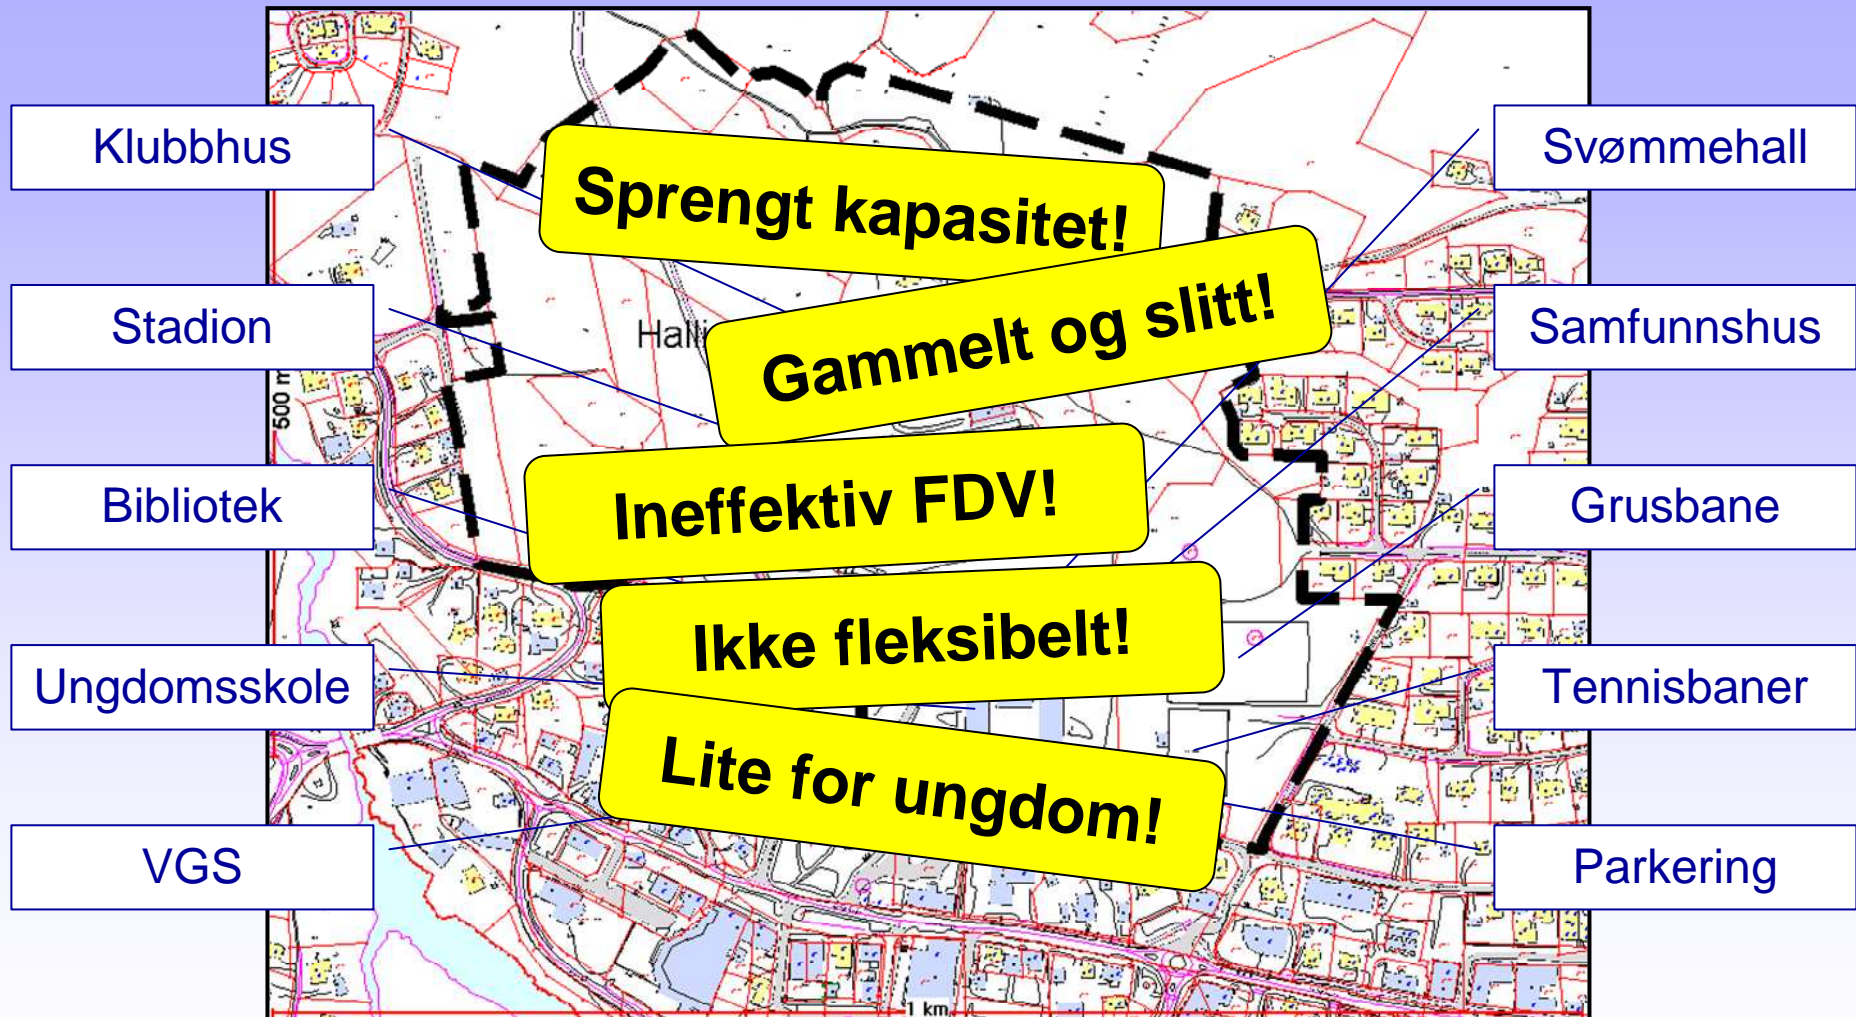 Klubbhus
Stadion
Bibliotek
Ungdomsskole
VGS
Sprengt kapasitet!
Gammelt og slitt!
Ineffektiv FDV!
Ikke fleksibelt!
Lite for ungdom!
Svømmehall
Samfunnshus
Grusbane
Tennisbaner
Parkering
Halli
500 m
1 km